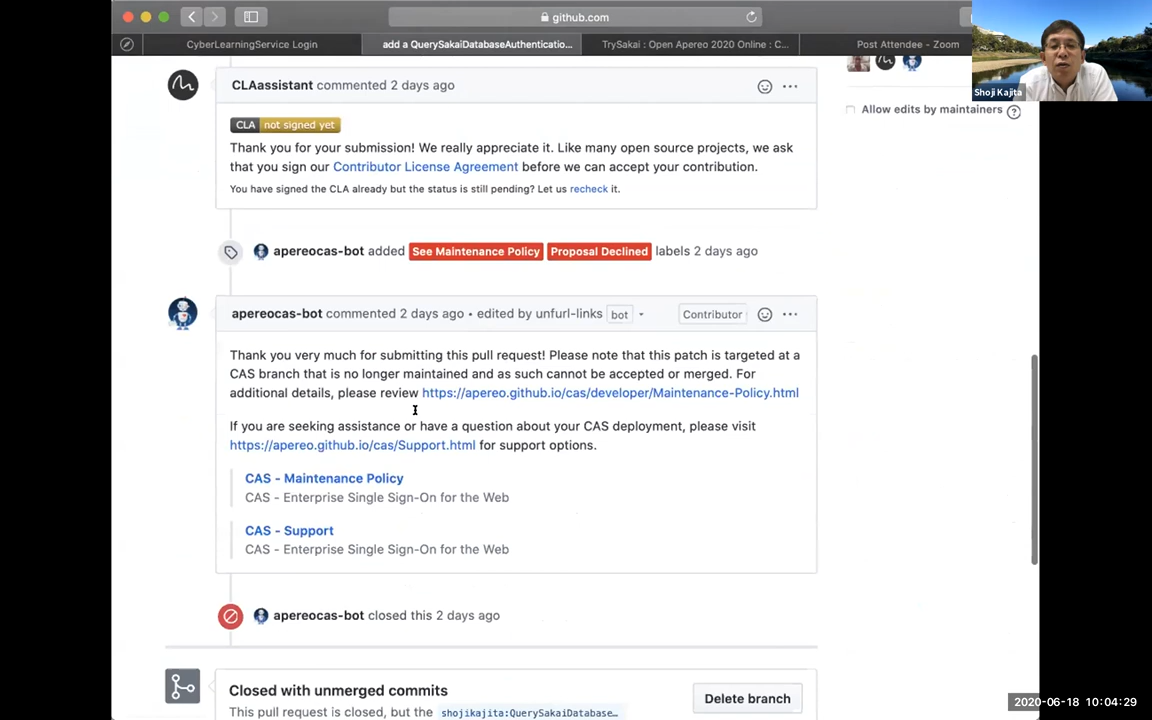 github.com
CyberLearningService Login
add a QuerySakaiDatabaseAuthenticatio...
TrySakai : Open Apereo 2020 Online : C...
Post Attendee - Zoom
Shoji Kajita
CLAassistant commented 2 days ago
Allow edits by maintainers ?
CLA not signed yet
Thank you for your submission! We really appreciate it. Like many open source projects, we ask
that you sign our Contributor License Agreement before we can accept your contribution.
You have signed the CLA already but the status is still pending? Let us recheck it.
apereocas-bot added See Maintenance Policy Proposal Declined labels 2 days ago
apereocas-bot commented 2 days ago • edited by unfurl-links bot Contributor
Thank you very much for submitting this pull request! Please note that this patch is targeted at a
CAS branch that is no longer maintained and as such cannot be accepted or merged. For
additional details, please review https://apereo.github.io/cas/developer/Maintenance-Policy.html
If you are seeking assistance or have a question about your CAS deployment, please visit
https://apereo.github.io/cas/Support.html for support options.
CAS - Maintenance Policy
CAS - Enterprise Single Sign-On for the Web
CAS - Support
CAS - Enterprise Single Sign-On for the Web
apereocas-bot closed this 2 days ago
Closed with unmerged commits
Delete branch
This pull request is closed, but the shojikajita:QuerySakaiDatabase…
2020-06-18 10:04:29